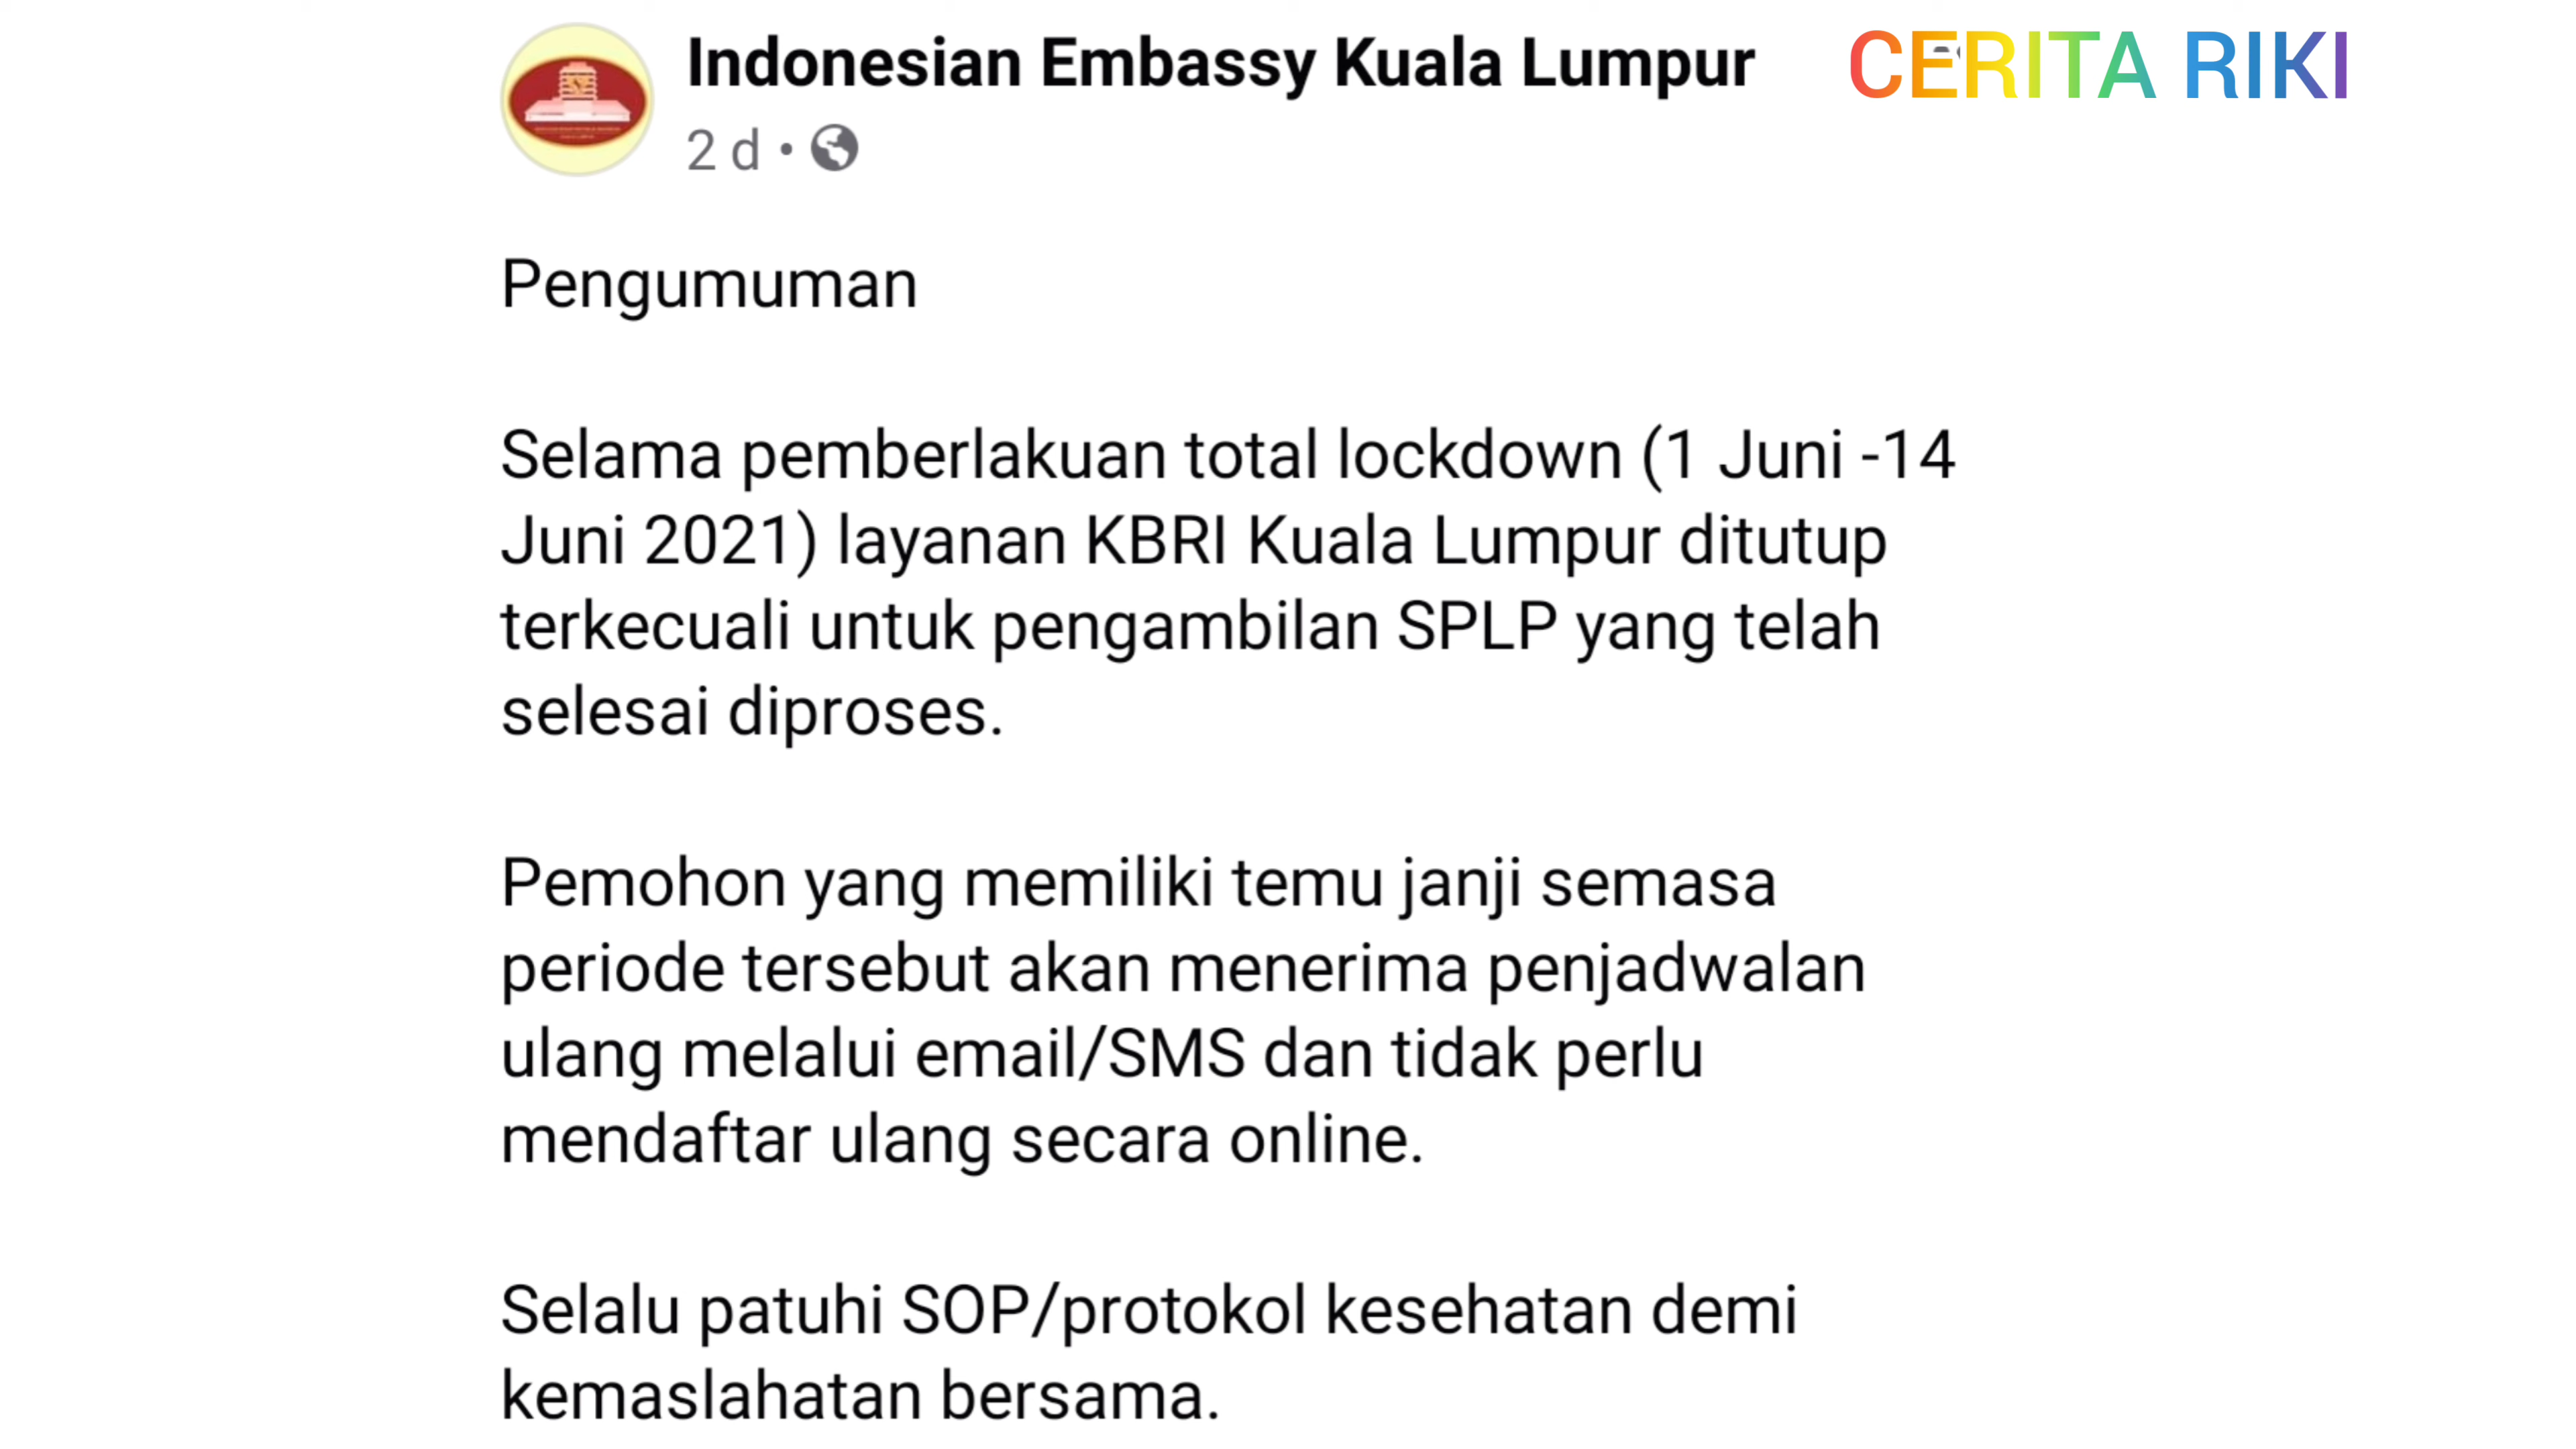 Indonesian Embassy Kuala Lumpur
CERITA RIKI
2 d •
Pengumuman
Selama pemberlakuan total lockdown (1 Juni -14
Juni 2021) layanan KBRI Kuala Lumpur ditutup
terkecuali untuk pengambilan SPLP yang telah
selesai diproses.
Pemohon yang memiliki temu janji semasa
periode tersebut akan menerima penjadwalan
ulang melalui email/SMS dan tidak perlu
mendaftar ulang secara online.
Selalu patuhi SOP/protokol kesehatan demi
kemaslahatan bersama.